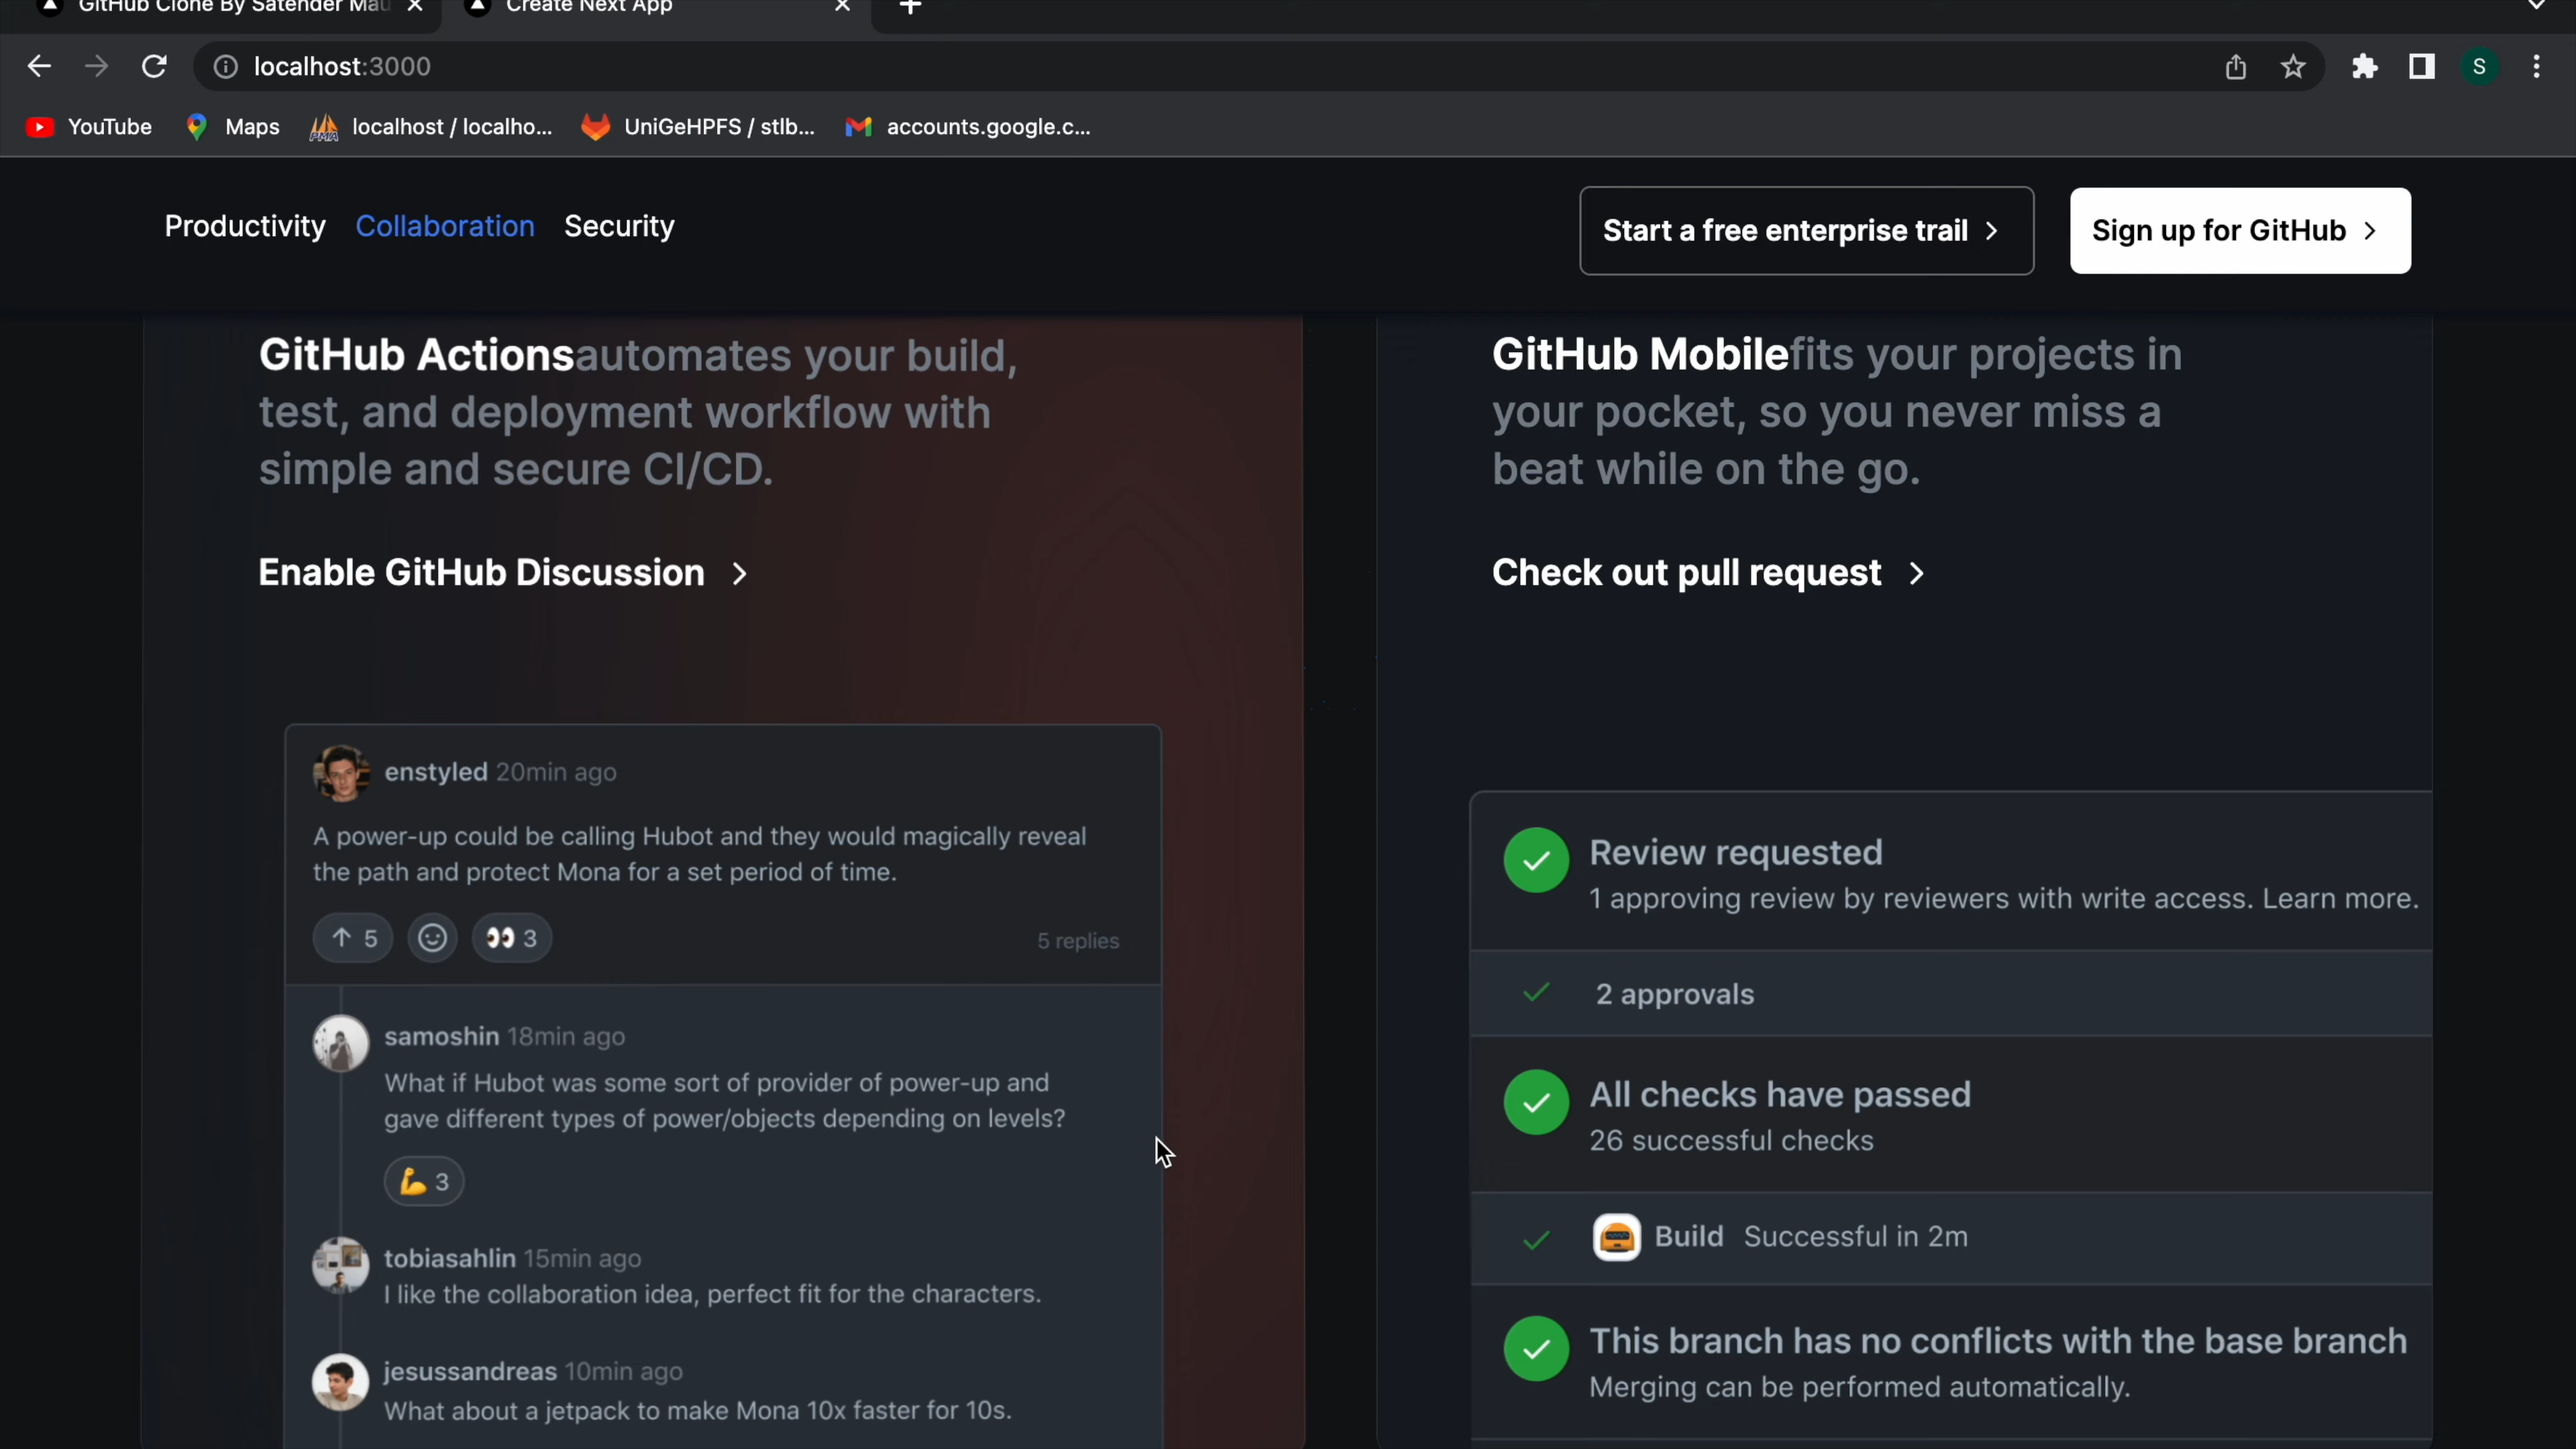 GitHub Clone By Satender Mau
Create Next App
localhost:3000
YouTube
Maps
localhost / localho...
UniGeHPFS / stlb...
accounts.google.c...
S
Productivity
Collaboration
Security
Start a free enterprise trail
Sign up for GitHub
GitHub Actionsautomates your build,
test, and deployment workflow with
simple and secure CI/CD.
Enable GitHub Discussion
enstyled 20min ago
A power-up could be calling Hubot and they would magically reveal
the path and protect Mona for a set period of time.
5
3
5 replies
samoshin 18min ago
What if Hubot was some sort of provider of power-up and
gave different types of power/objects depending on levels?
3
tobiasahlin 15min ago
I like the collaboration idea, perfect fit for the characters.
jesussandreas 10min ago
What about a jetpack to make Mona 10x faster for 10s.
GitHub Mobilefits your projects in
your pocket, so you never miss a
beat while on the go.
Check out pull request
Review requested
1 approving review by reviewers with write access. Learn more.
2 approvals
All checks have passed
26 successful checks
Build Successful in 2m
This branch has no conflicts with the base branch
Merging can be performed automatically.